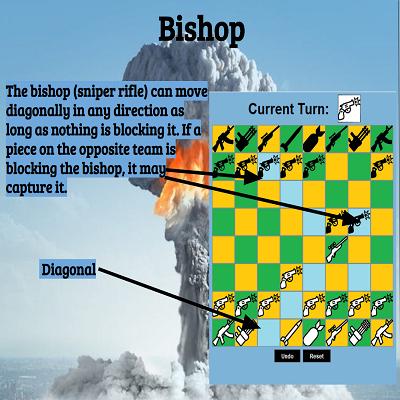 Bishop
The bishop (sniper rifle) can move
diagonally in any direction as
long as nothing is blocking it. If a
piece on the opposite team is
blocking the bishop, it may
capture it.
Current Turn:
Diagonal
Undo
Reset